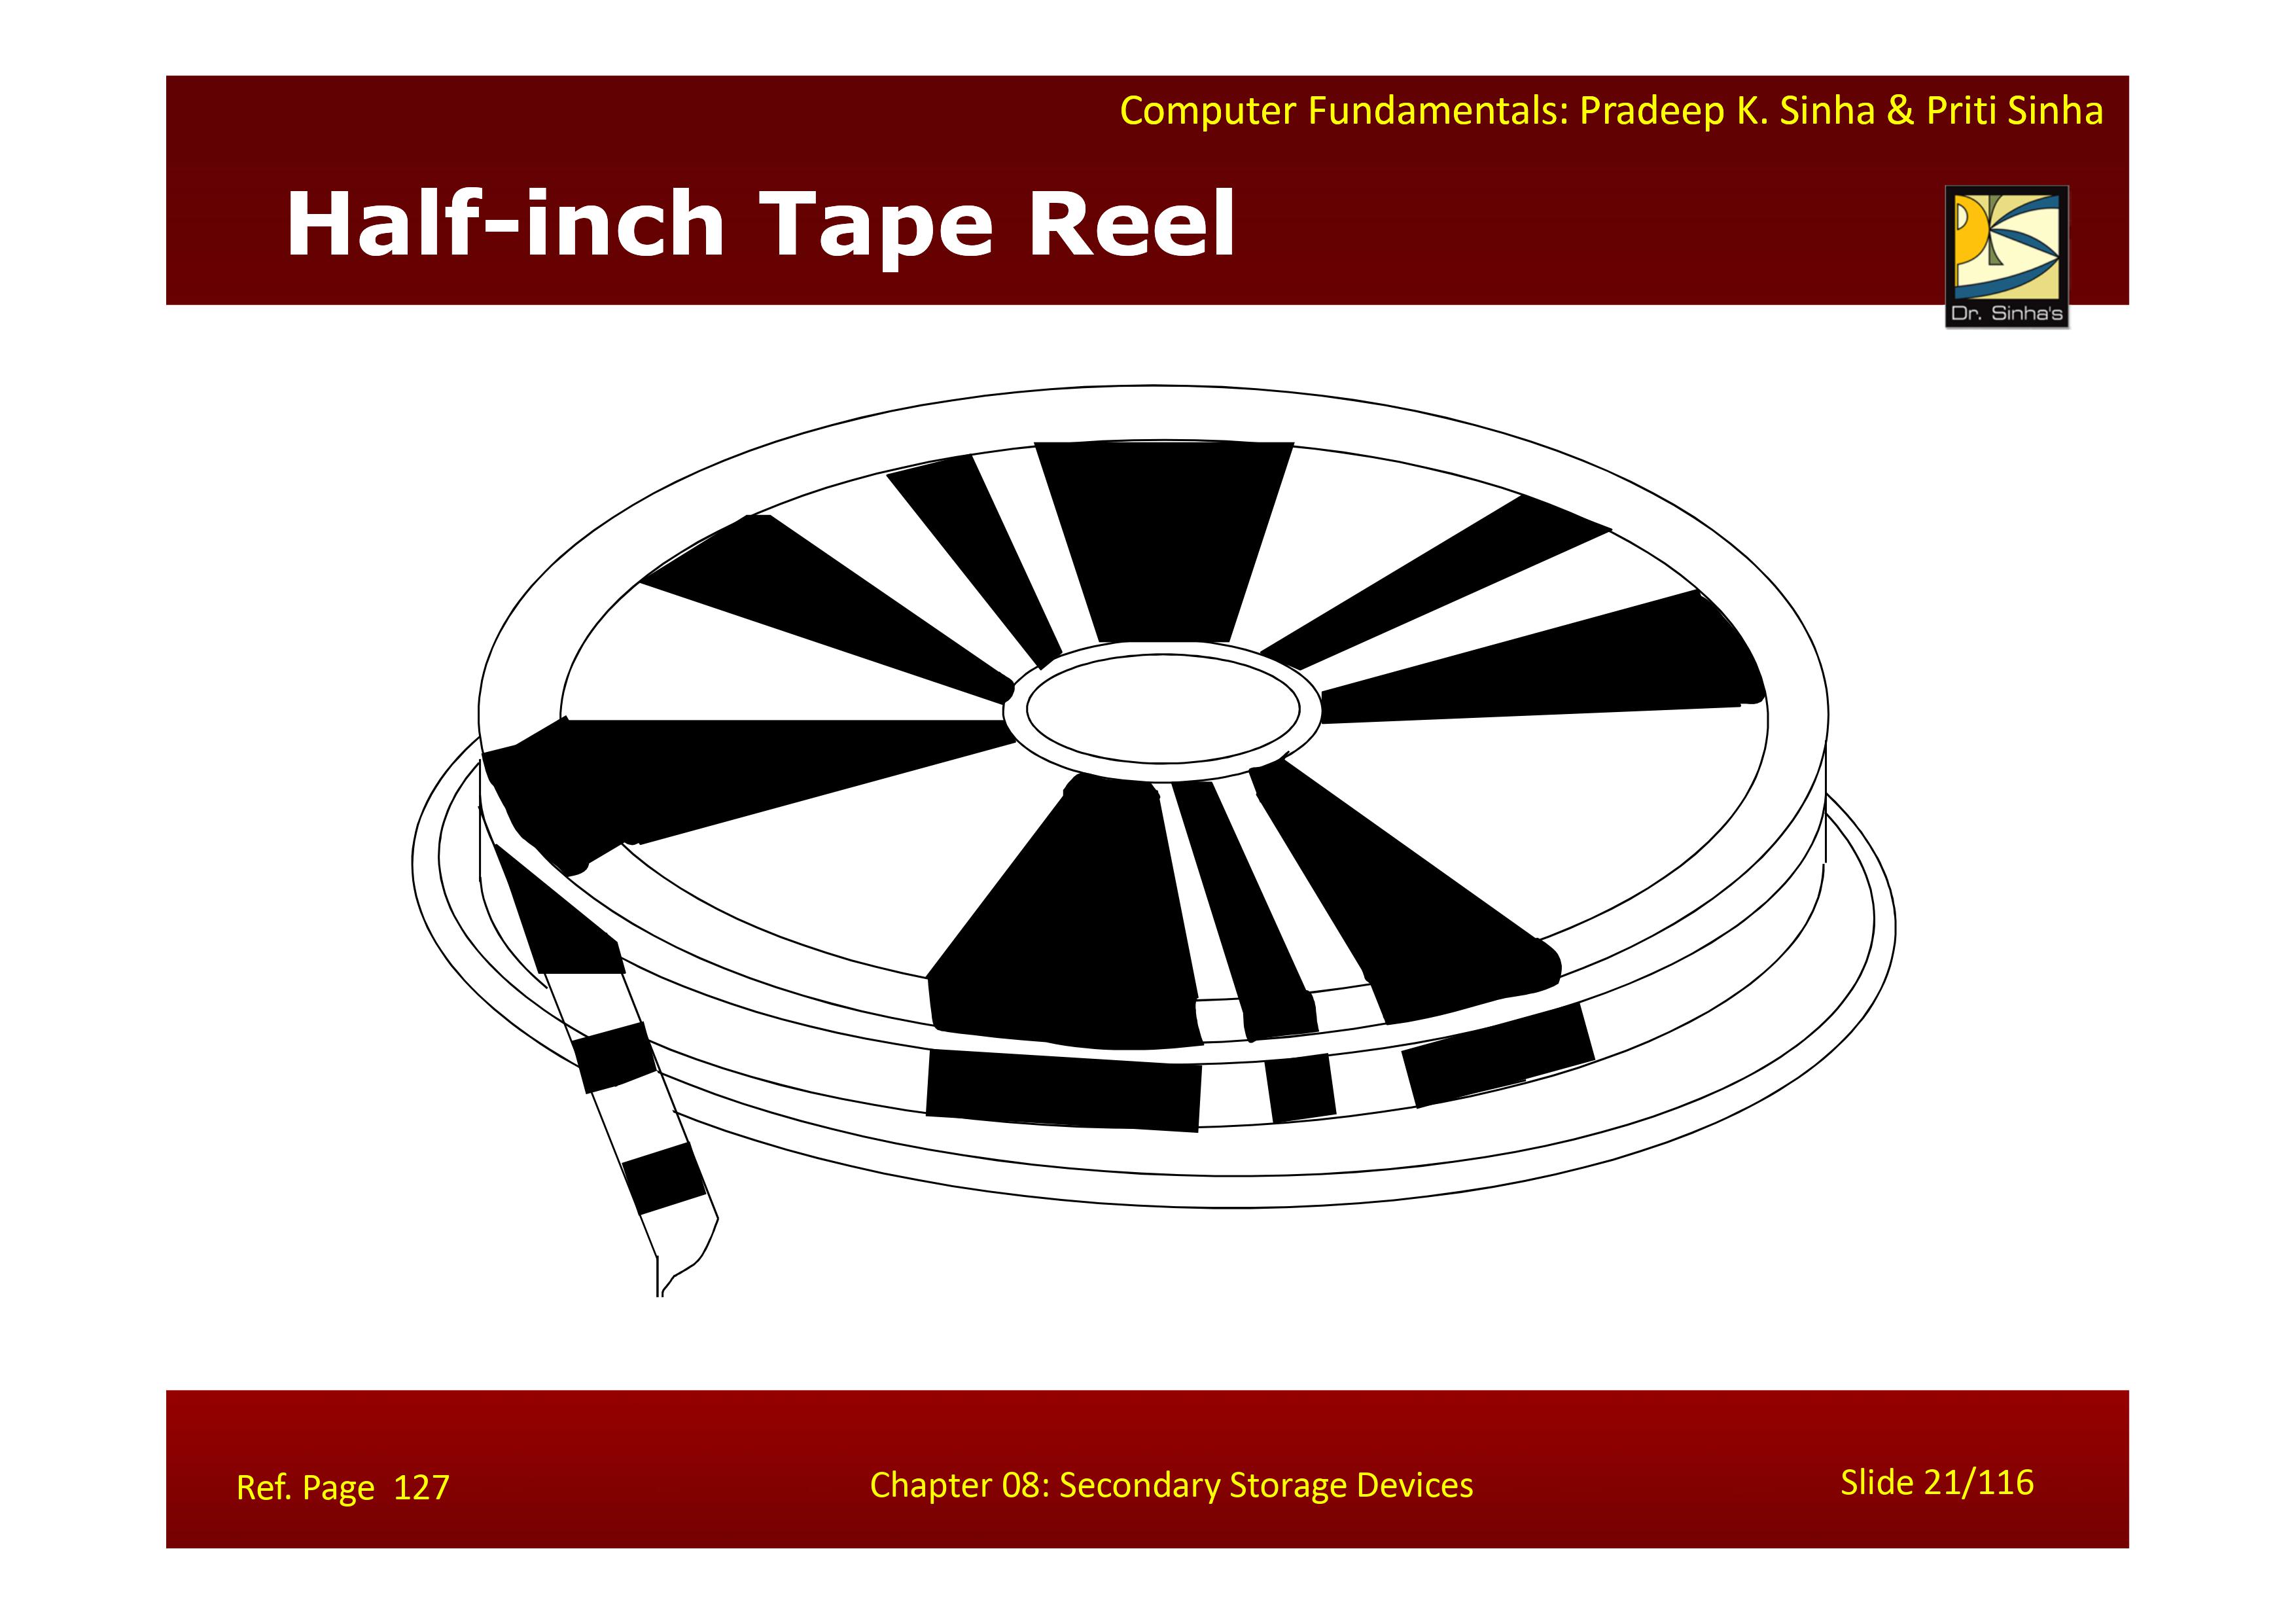 Computer Fundamentals: Pradeep K. Sinha & Priti Sinha
Half-inch Tape Reel
Dr. Sinha's
Ref. Page 127
Chapter 08: Secondary Storage Devices
Slide 21/116